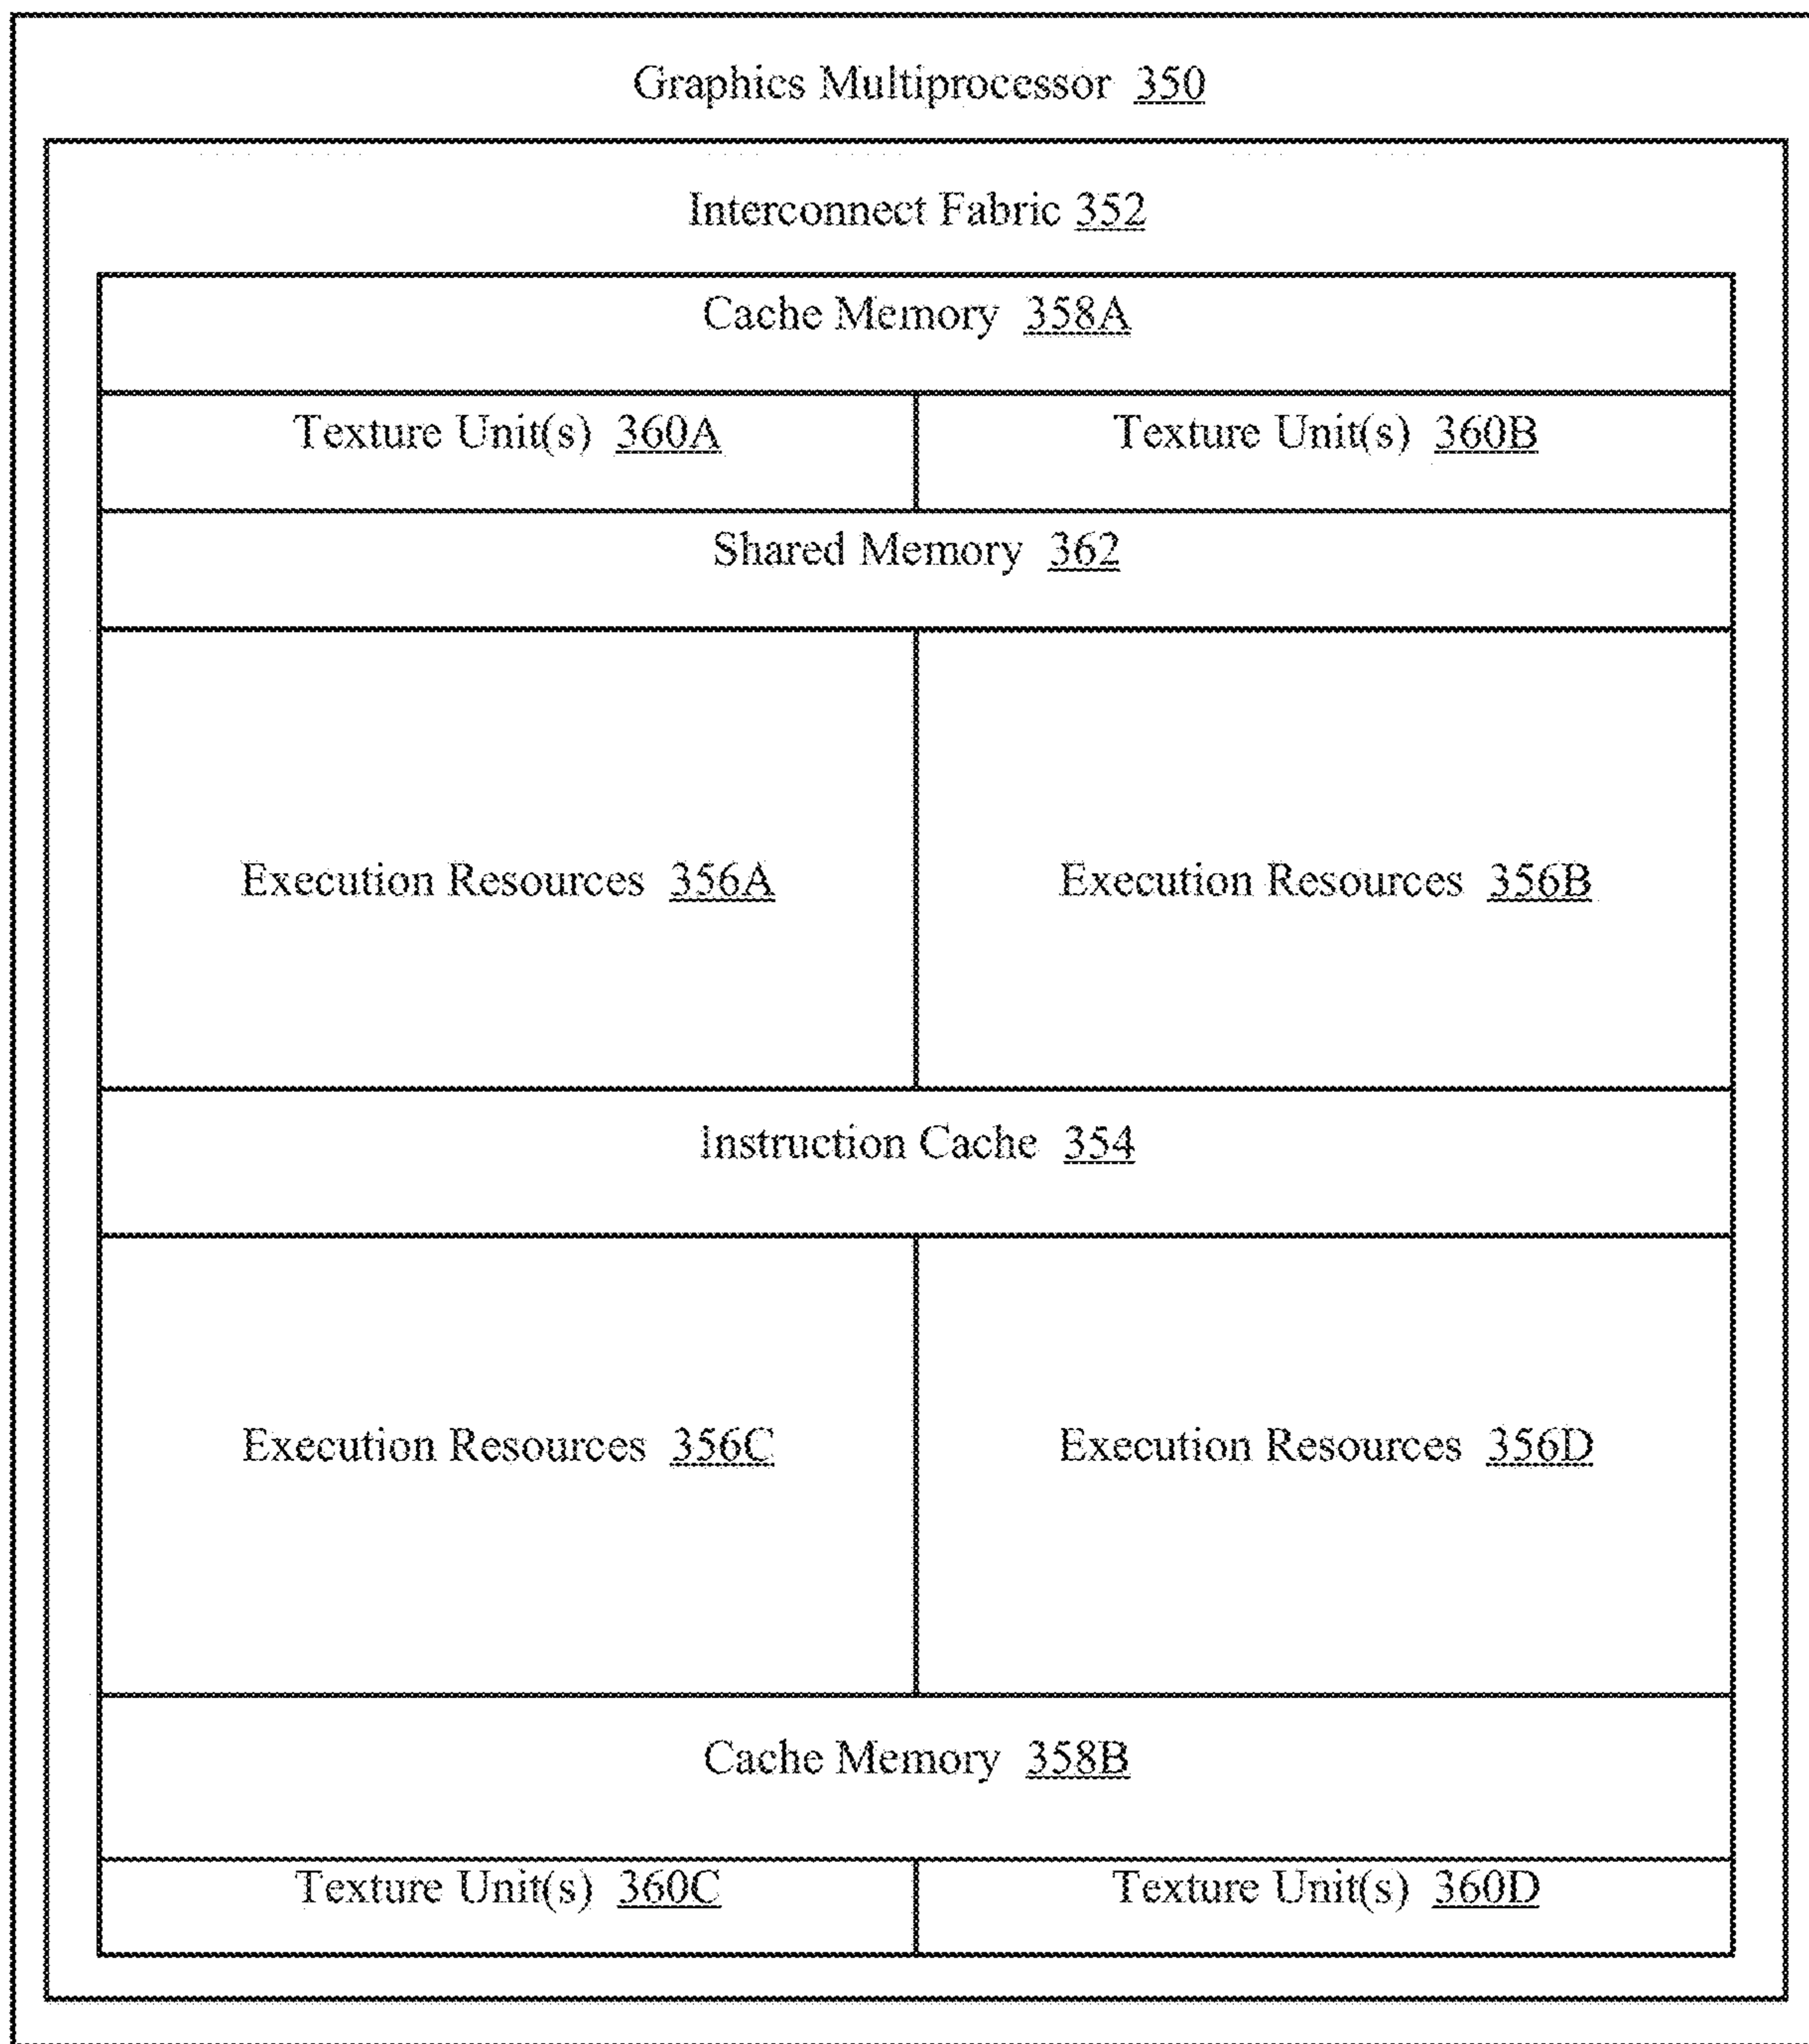 Graphics Multiprocessor 350
Interconnect Fabric 352
Cache Memory 358A
Texture Unit(s) 360A
Texture Unit(s) 360B
Shared Memory 362
Execution Resources 356A
Execution Resources 356B
Instruction Cache 354
Execution Resources 356C
Execution Resources 356D
Cache Memory 358B
Texture Unit(s) 360C
Texture Unit(s) 360D